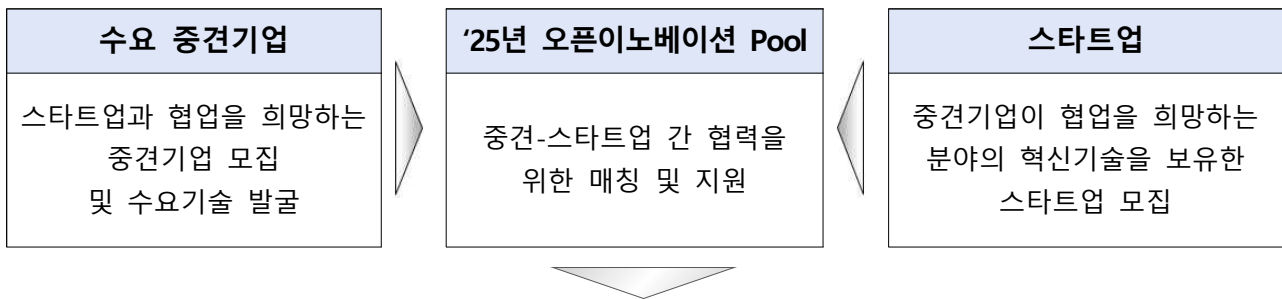 수요 중견기업
스타트업과 협업을 희망하는
중견기업 모집
및 수요기술 발굴
‘25년 오픈이노베이션 Pool
중견-스타트업 간 협력을
위한 매칭 및 지원
스타트업
중견기업이 협업을 희망하는
분야의 혁신기술을 보유한
스타트업 모집